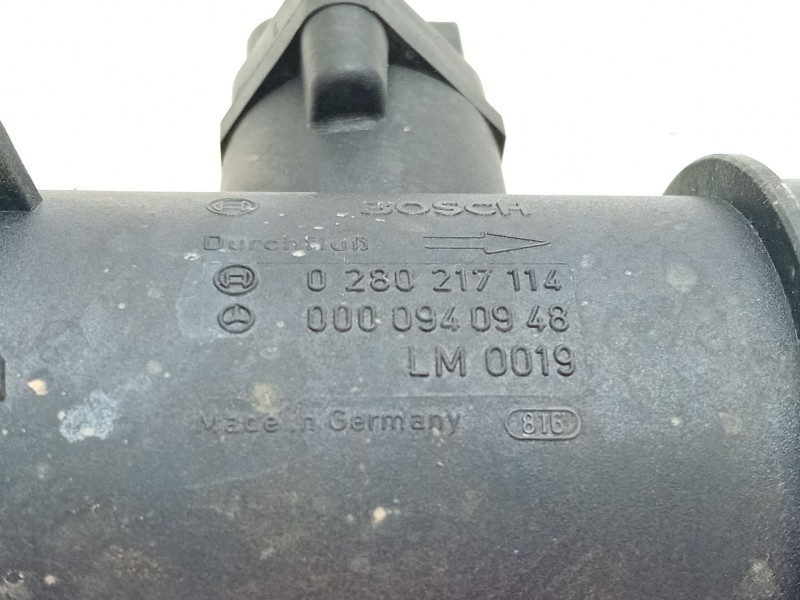 BOSCH
Durchfluß
0 280 217 114
000 094 09 48
LM 0019
Made in Germany 816